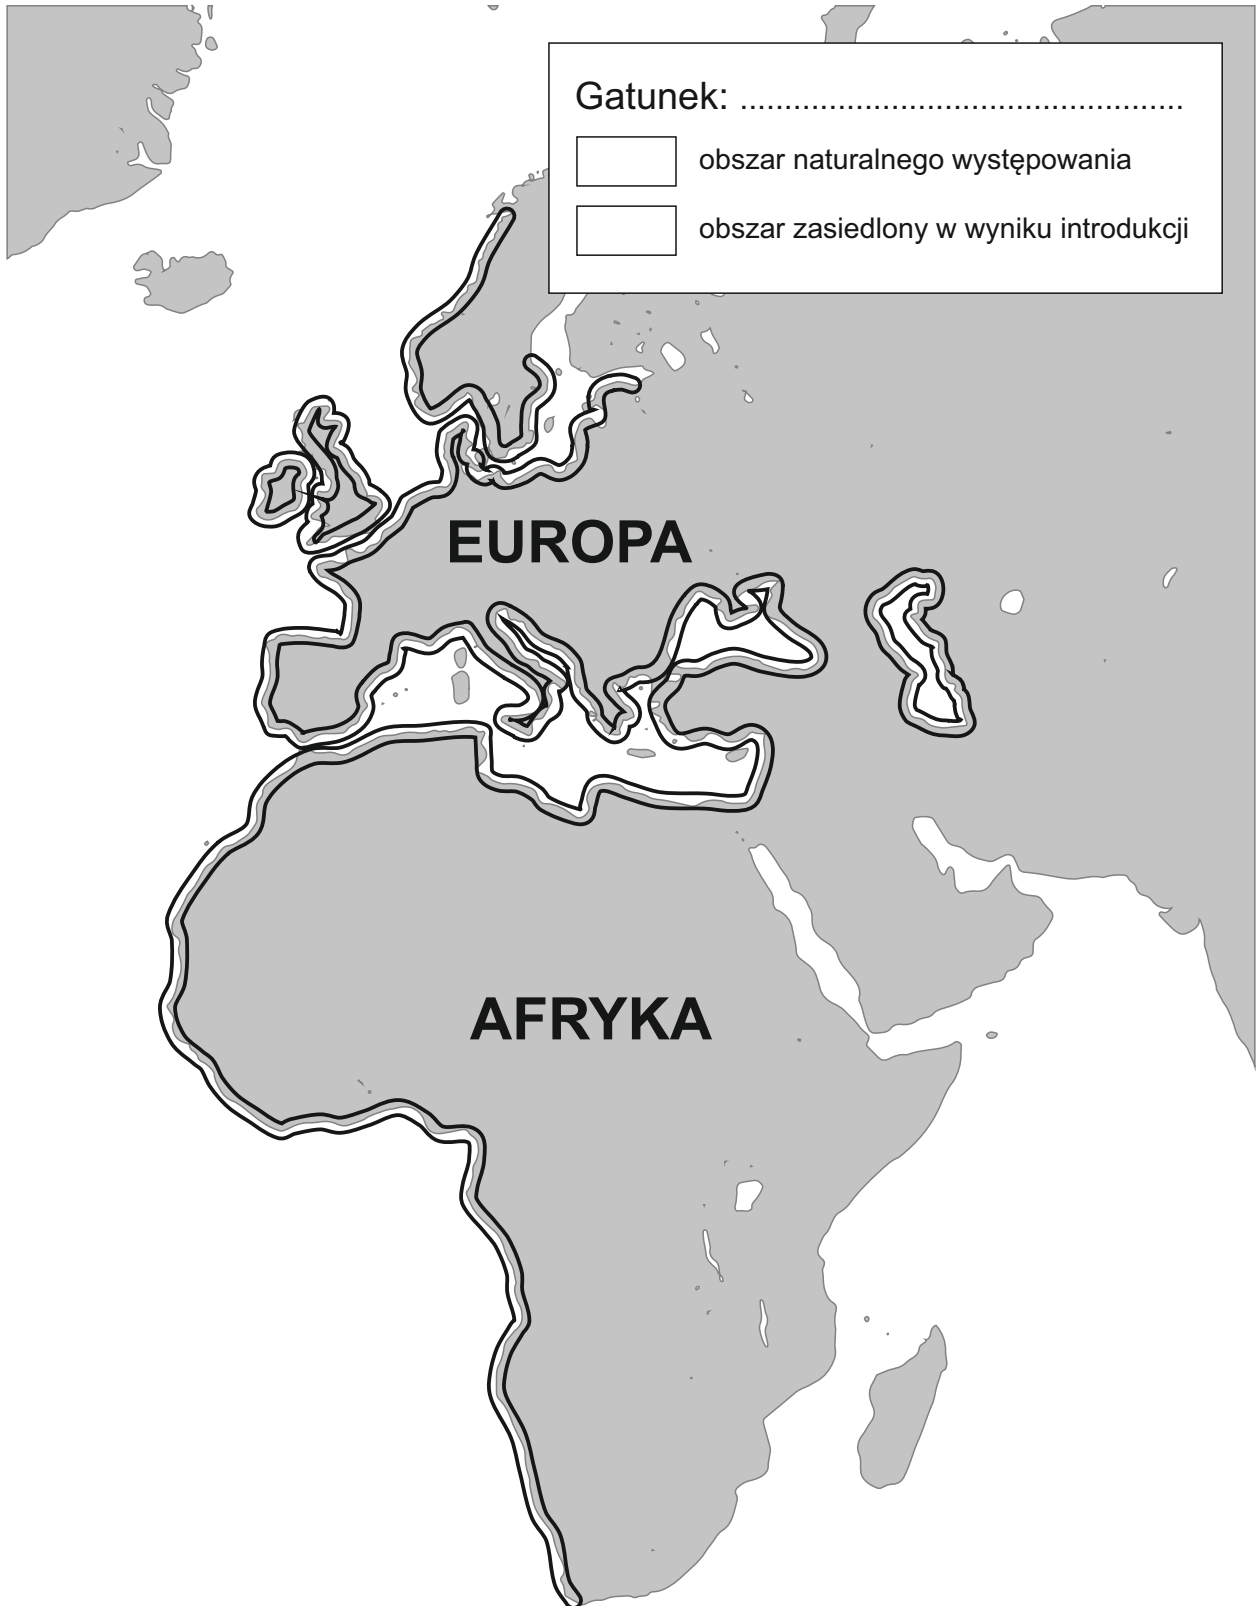 Gatunek: ..................................................
obszar naturalnego występowania
obszar zasiedlony w wyniku introdukcji
EUROPA
AFRYKA